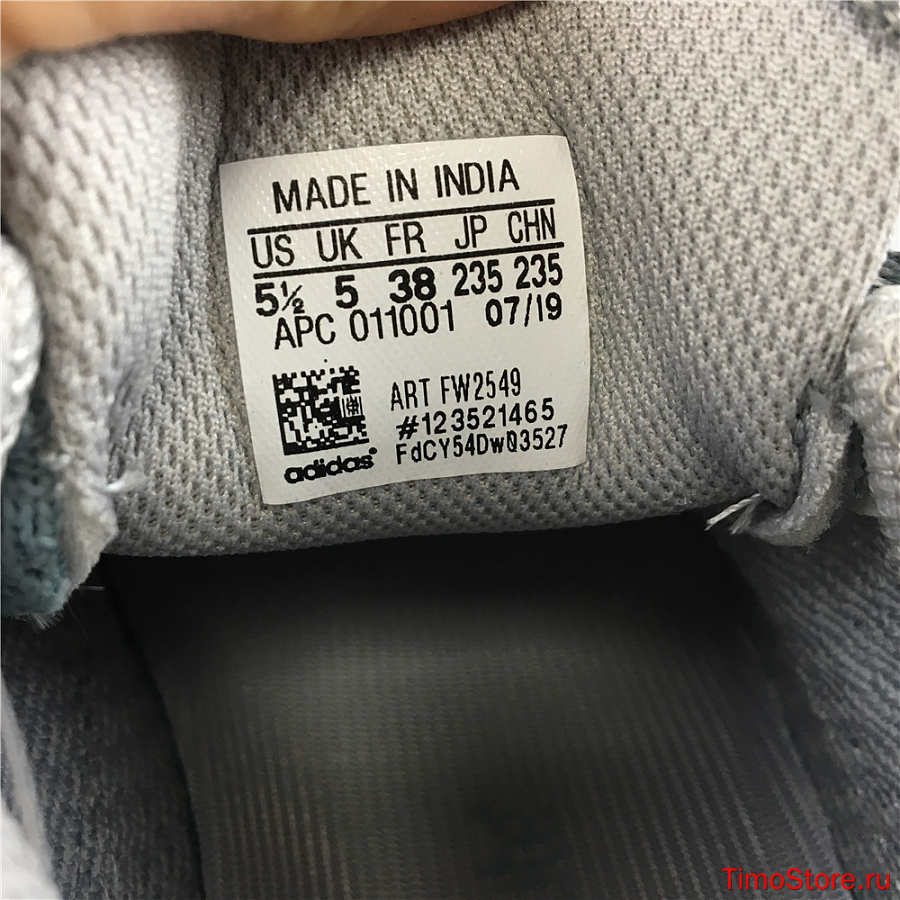 MADE IN INDIA
US UK FR JP CHN
5½ 5 38 235 235
APC 011001 07/19
ART FW2549
#123521465
FdCY54Dw03527
adidas
TimoStore.ru